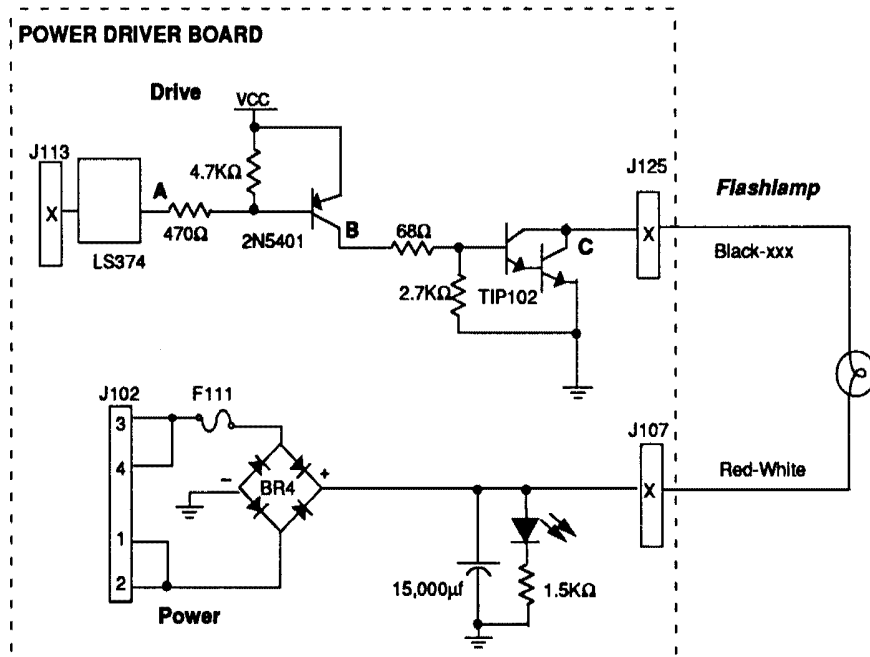 POWER DRIVER BOARD
Drive
VCC
J113
4.7KΩ
A
J125
Flashlamp
X
B
68Ω
C
X
470Ω
2N5401
Black-xxx
LS374
2.7KΩ
TIP102
J102
F111
3
J107
4
-
+
Red-White
BR4
X
1
2
15,000µf
1.5KΩ
Power